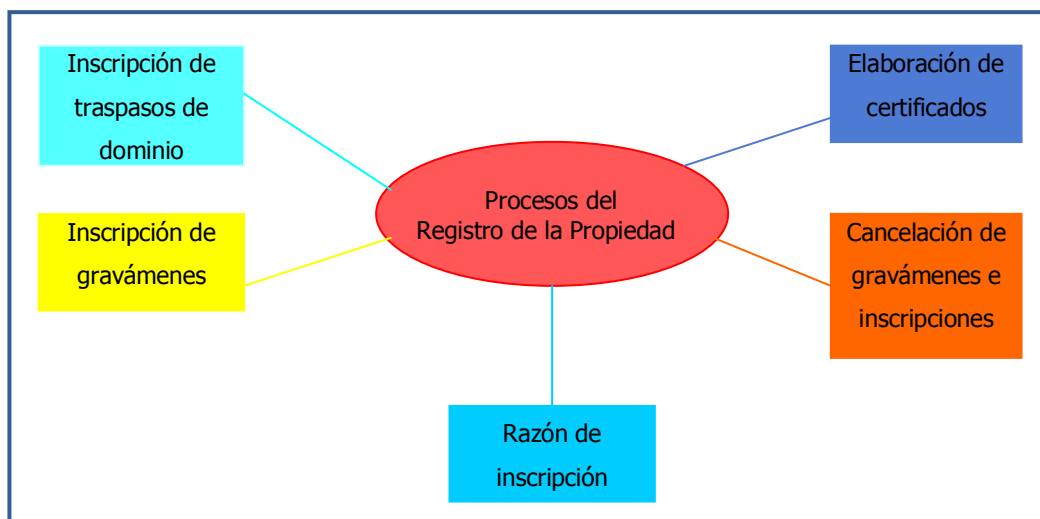 Inscripción de
traspasos de
dominio
Elaboración de
certificados
Procesos del
Registro de la Propiedad
Inscripción de
gravámenes
Cancelación de
gravámenes e
inscripciones
Razón de
inscripción